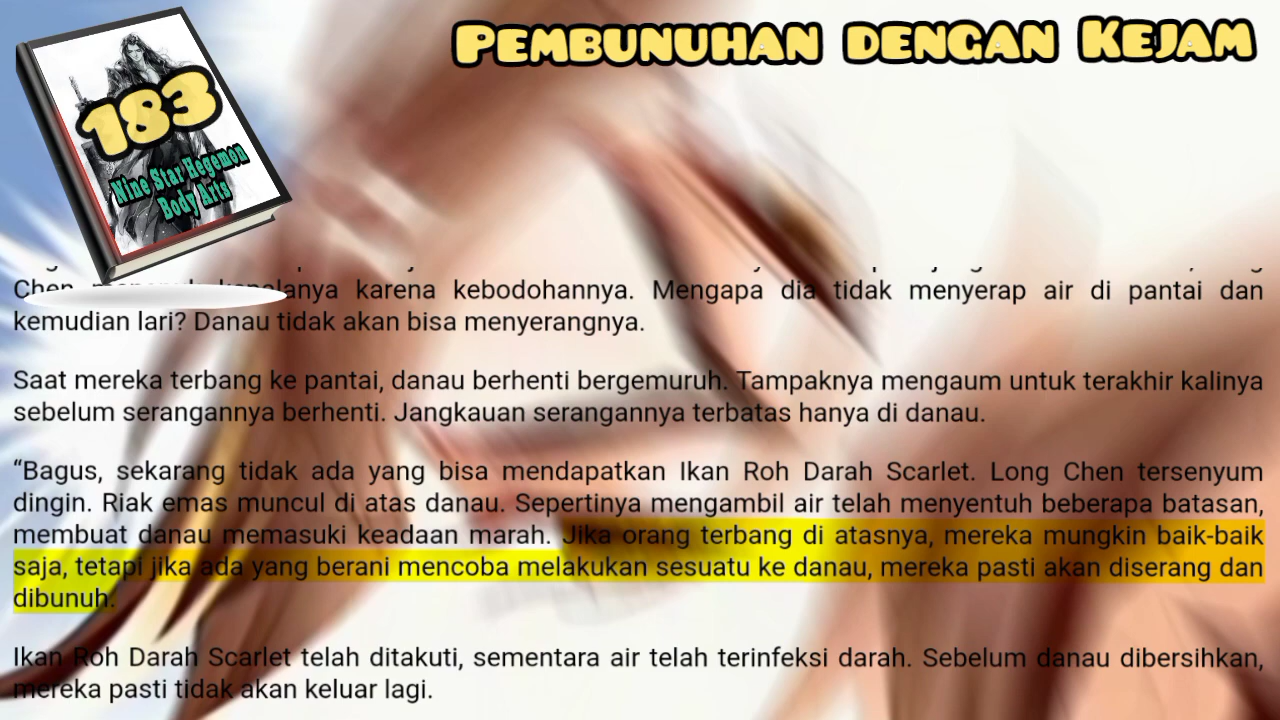 Pembunuhan dengan Kejam
183
Nine Star Hegemon
Body Arts
Chen kepalanya karena kebodohannya. Mengapa dia tidak menyerap air di pantai dan
kemudian lari? Danau tidak akan bisa menyerangnya.
Saat mereka terbang ke pantai, danau berhenti bergemuruh. Tampaknya mengaum untuk terakhir kalinya
sebelum serangannya berhenti. Jangkauan serangannya terbatas hanya di danau.
“Bagus, sekarang tidak ada yang bisa mendapatkan Ikan Roh Darah Scarlet. Long Chen tersenyum
dingin. Riak emas muncul di atas danau. Sepertinya mengambil air telah menyentuh beberapa batasan,
membuat danau memasuki keadaan marah. Jika orang terbang di atasnya, mereka mungkin baik-baik
saja, tetapi jika ada yang berani mencoba melakukan sesuatu ke danau, mereka pasti akan diserang dan
dibunuh.
Ikan Roh Darah Scarlet telah ditakuti, sementara air telah terinfeksi darah. Sebelum danau dibersihkan,
mereka pasti tidak akan keluar lagi.